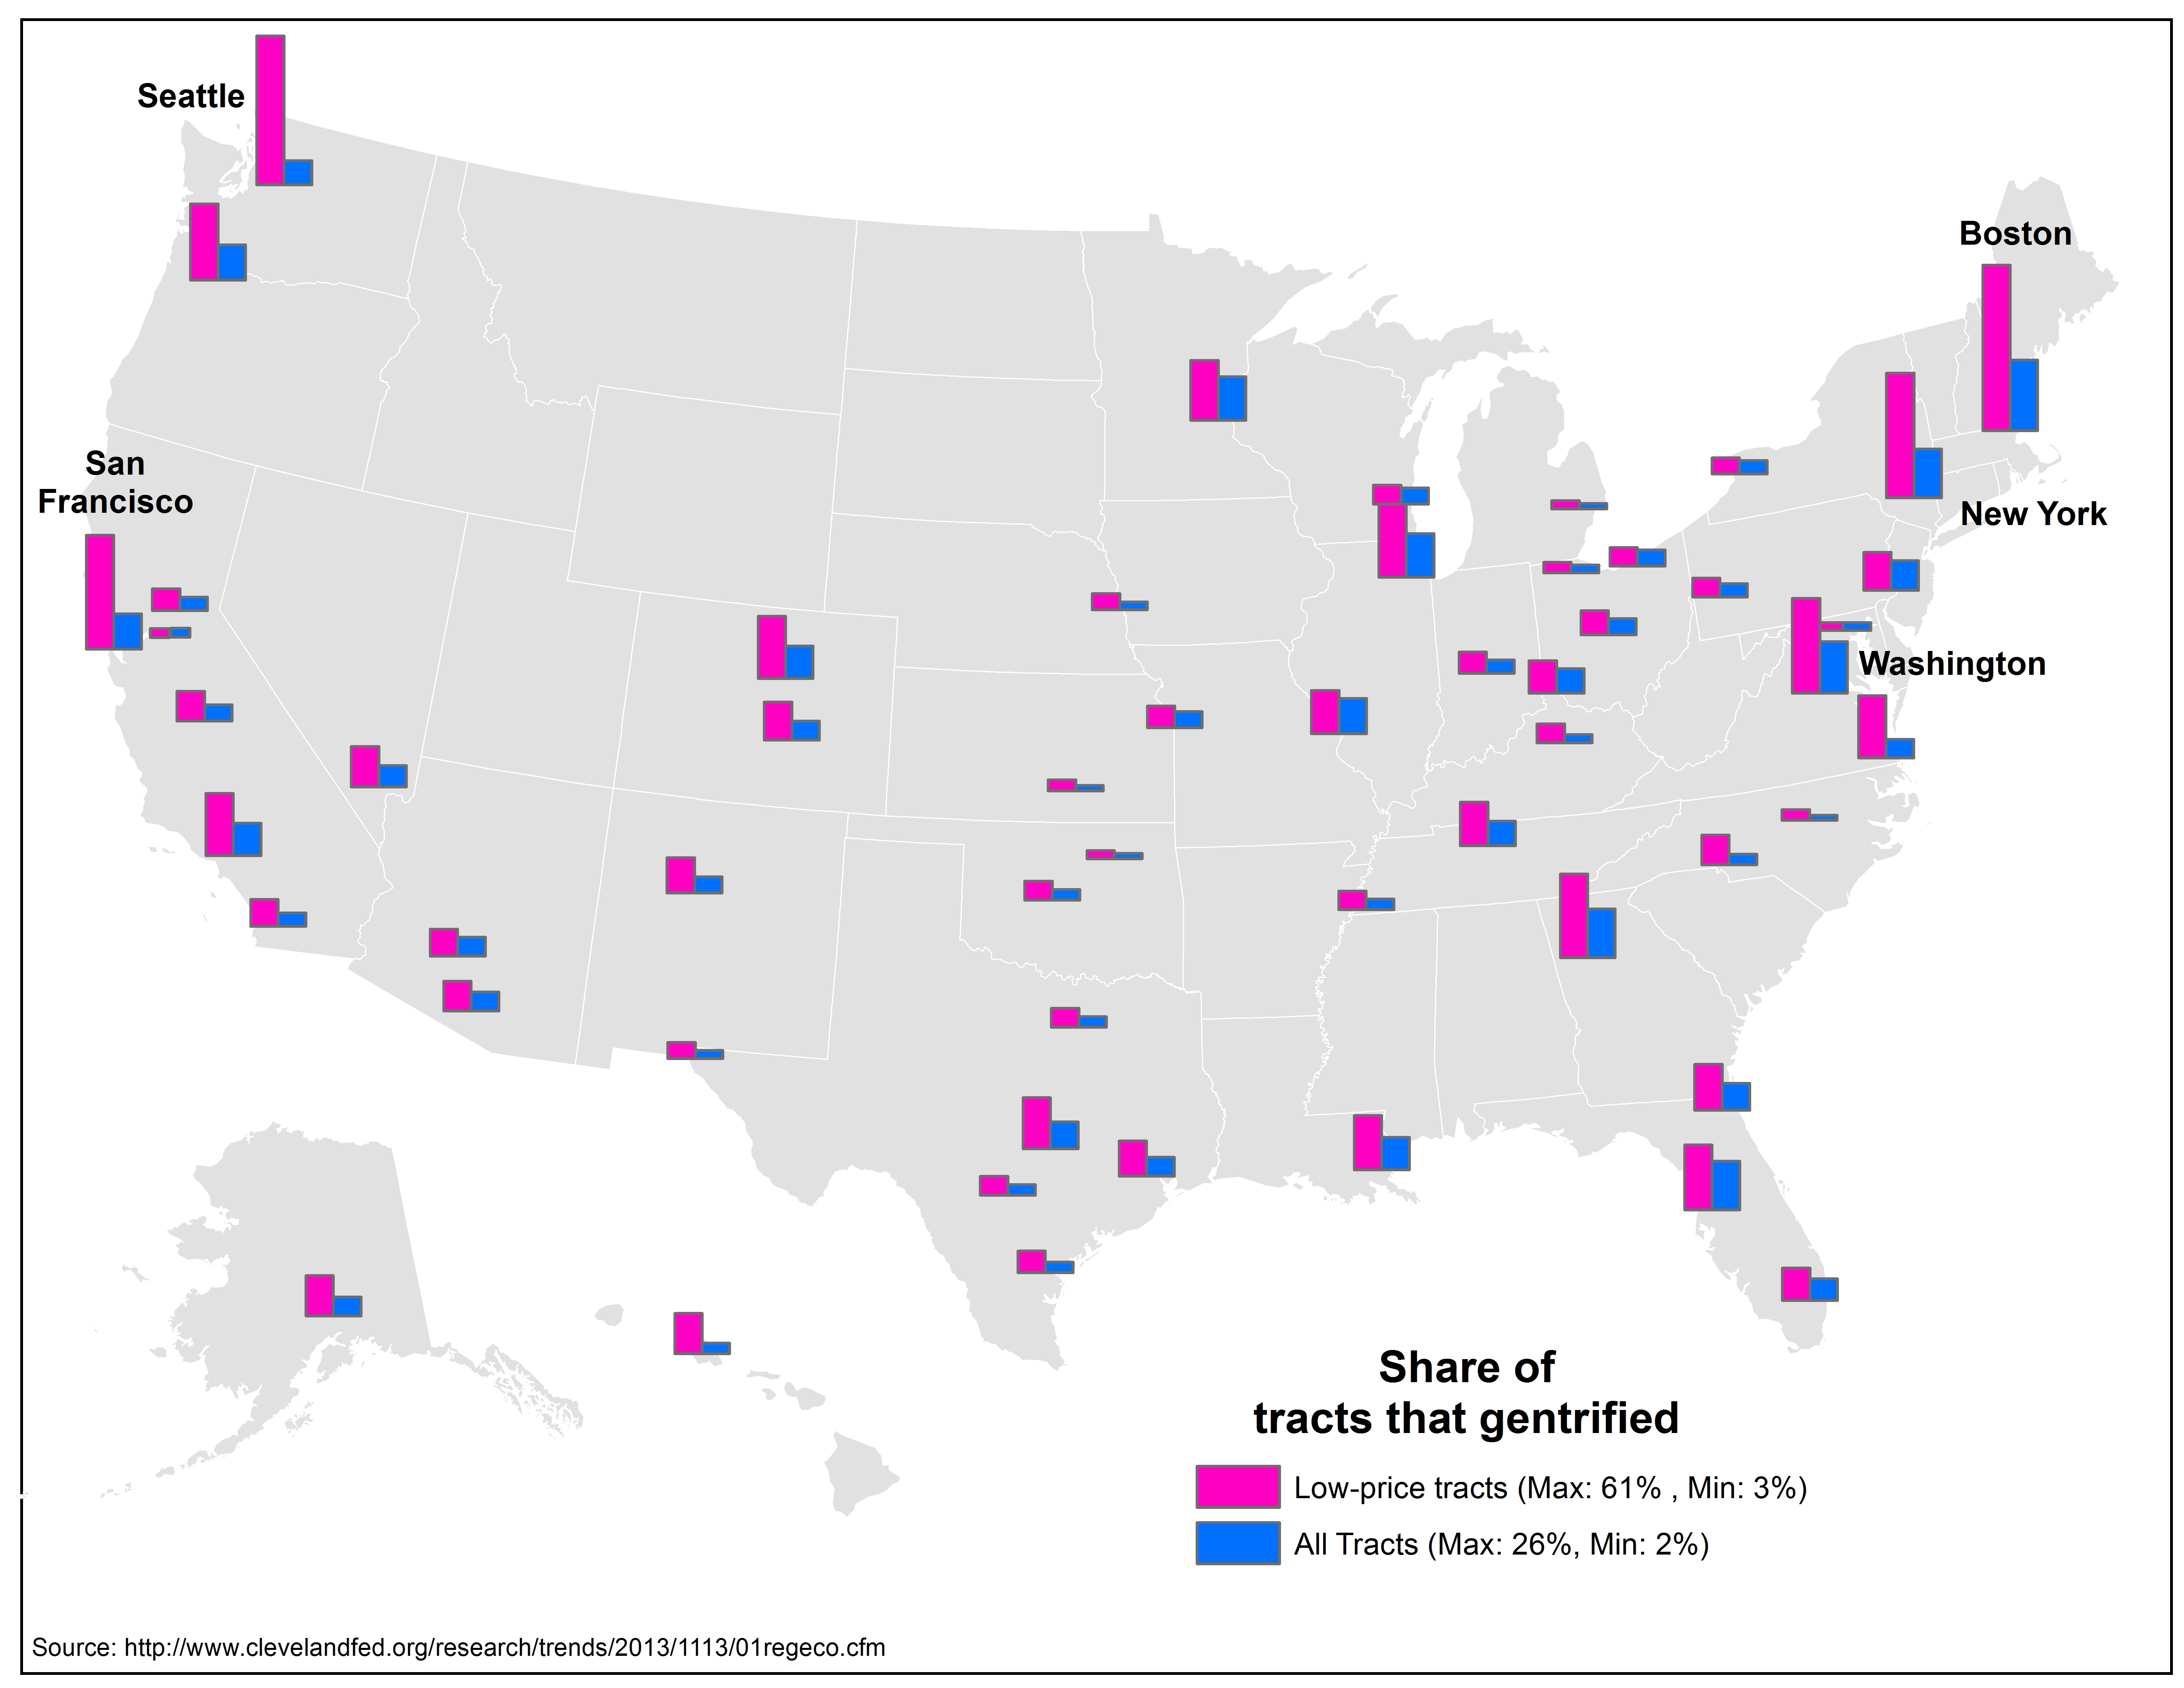 Seattle
Boston
San
Francisco
New York
Washington
Share of
tracts that gentrified
Low-price tracts (Max: 61% , Min: 3%)
All Tracts (Max: 26%, Min: 2%)
Source: http://www.clevelandfed.org/research/trends/2013/1113/01regeco.cfm